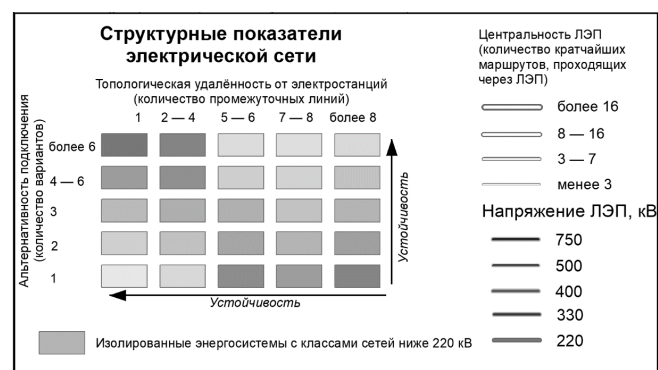 Структурные показатели
электрической сети
Топологическая удалённость от электростанций
(количество промежуточных линий)
1 2 — 4 5 — 6 7 — 8 более 8
Альтернативность подключения
(количество вариантов)
более 6
4 — 6
3
2
1
Устойчивость
Устойчивость
Изолированные энергосистемы с классами сетей ниже 220 кВ
Центральность ЛЭП
(количество кратчайших
маршрутов, проходящих
через ЛЭП)
более 16
8 — 16
3 — 7
менее 3
Напряжение ЛЭП, кВ
750
500
400
330
220